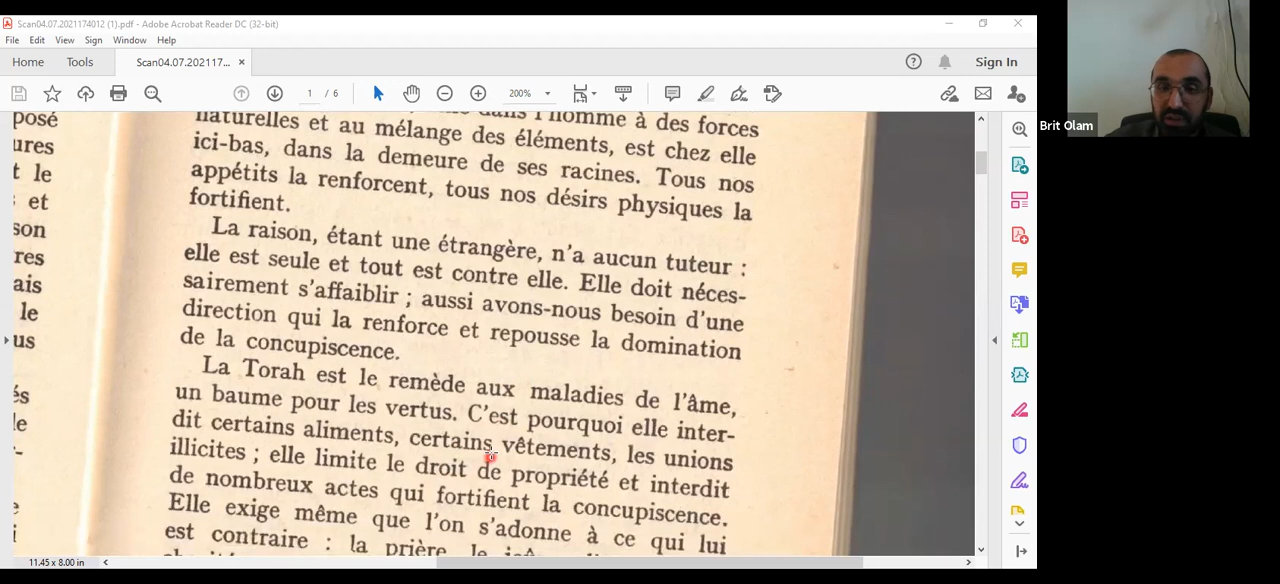 Scan04.07.2021174012 (1).pdf - Adobe Acrobat Reader DC (32-bit)
File Edit View Sign Window Help
Home Tools Scan04.07.202117... × Sign In
1 / 6 200%
Brit Olam
posé
ures
t le
et
son
res
ais
le
us
és
le
l'homme à des forces
naturelles et au mélange des éléments, est chez elle
ici-bas, dans la demeure de ses racines. Tous nos
appétits la renforcent, tous nos désirs physiques la
fortifient.
La raison, étant une étrangère, n'a aucun tuteur :
elle est seule et tout est contre elle. Elle doit néces-
sairement s'affaiblir ; aussi avons-nous besoin d'une
direction qui la renforce et repousse la domination
de la concupiscence.
La Torah est le remède aux maladies de l'âme,
un baume pour les vertus. C'est pourquoi elle inter-
dit certains aliments, certains vêtements, les unions
illicites ; elle limite le droit de propriété et interdit
de nombreux actes qui fortifient la concupiscence.
Elle exige même que l'on s'adonne à ce qui lui
est contraire : la prière, le
11.45 x 8.00 in